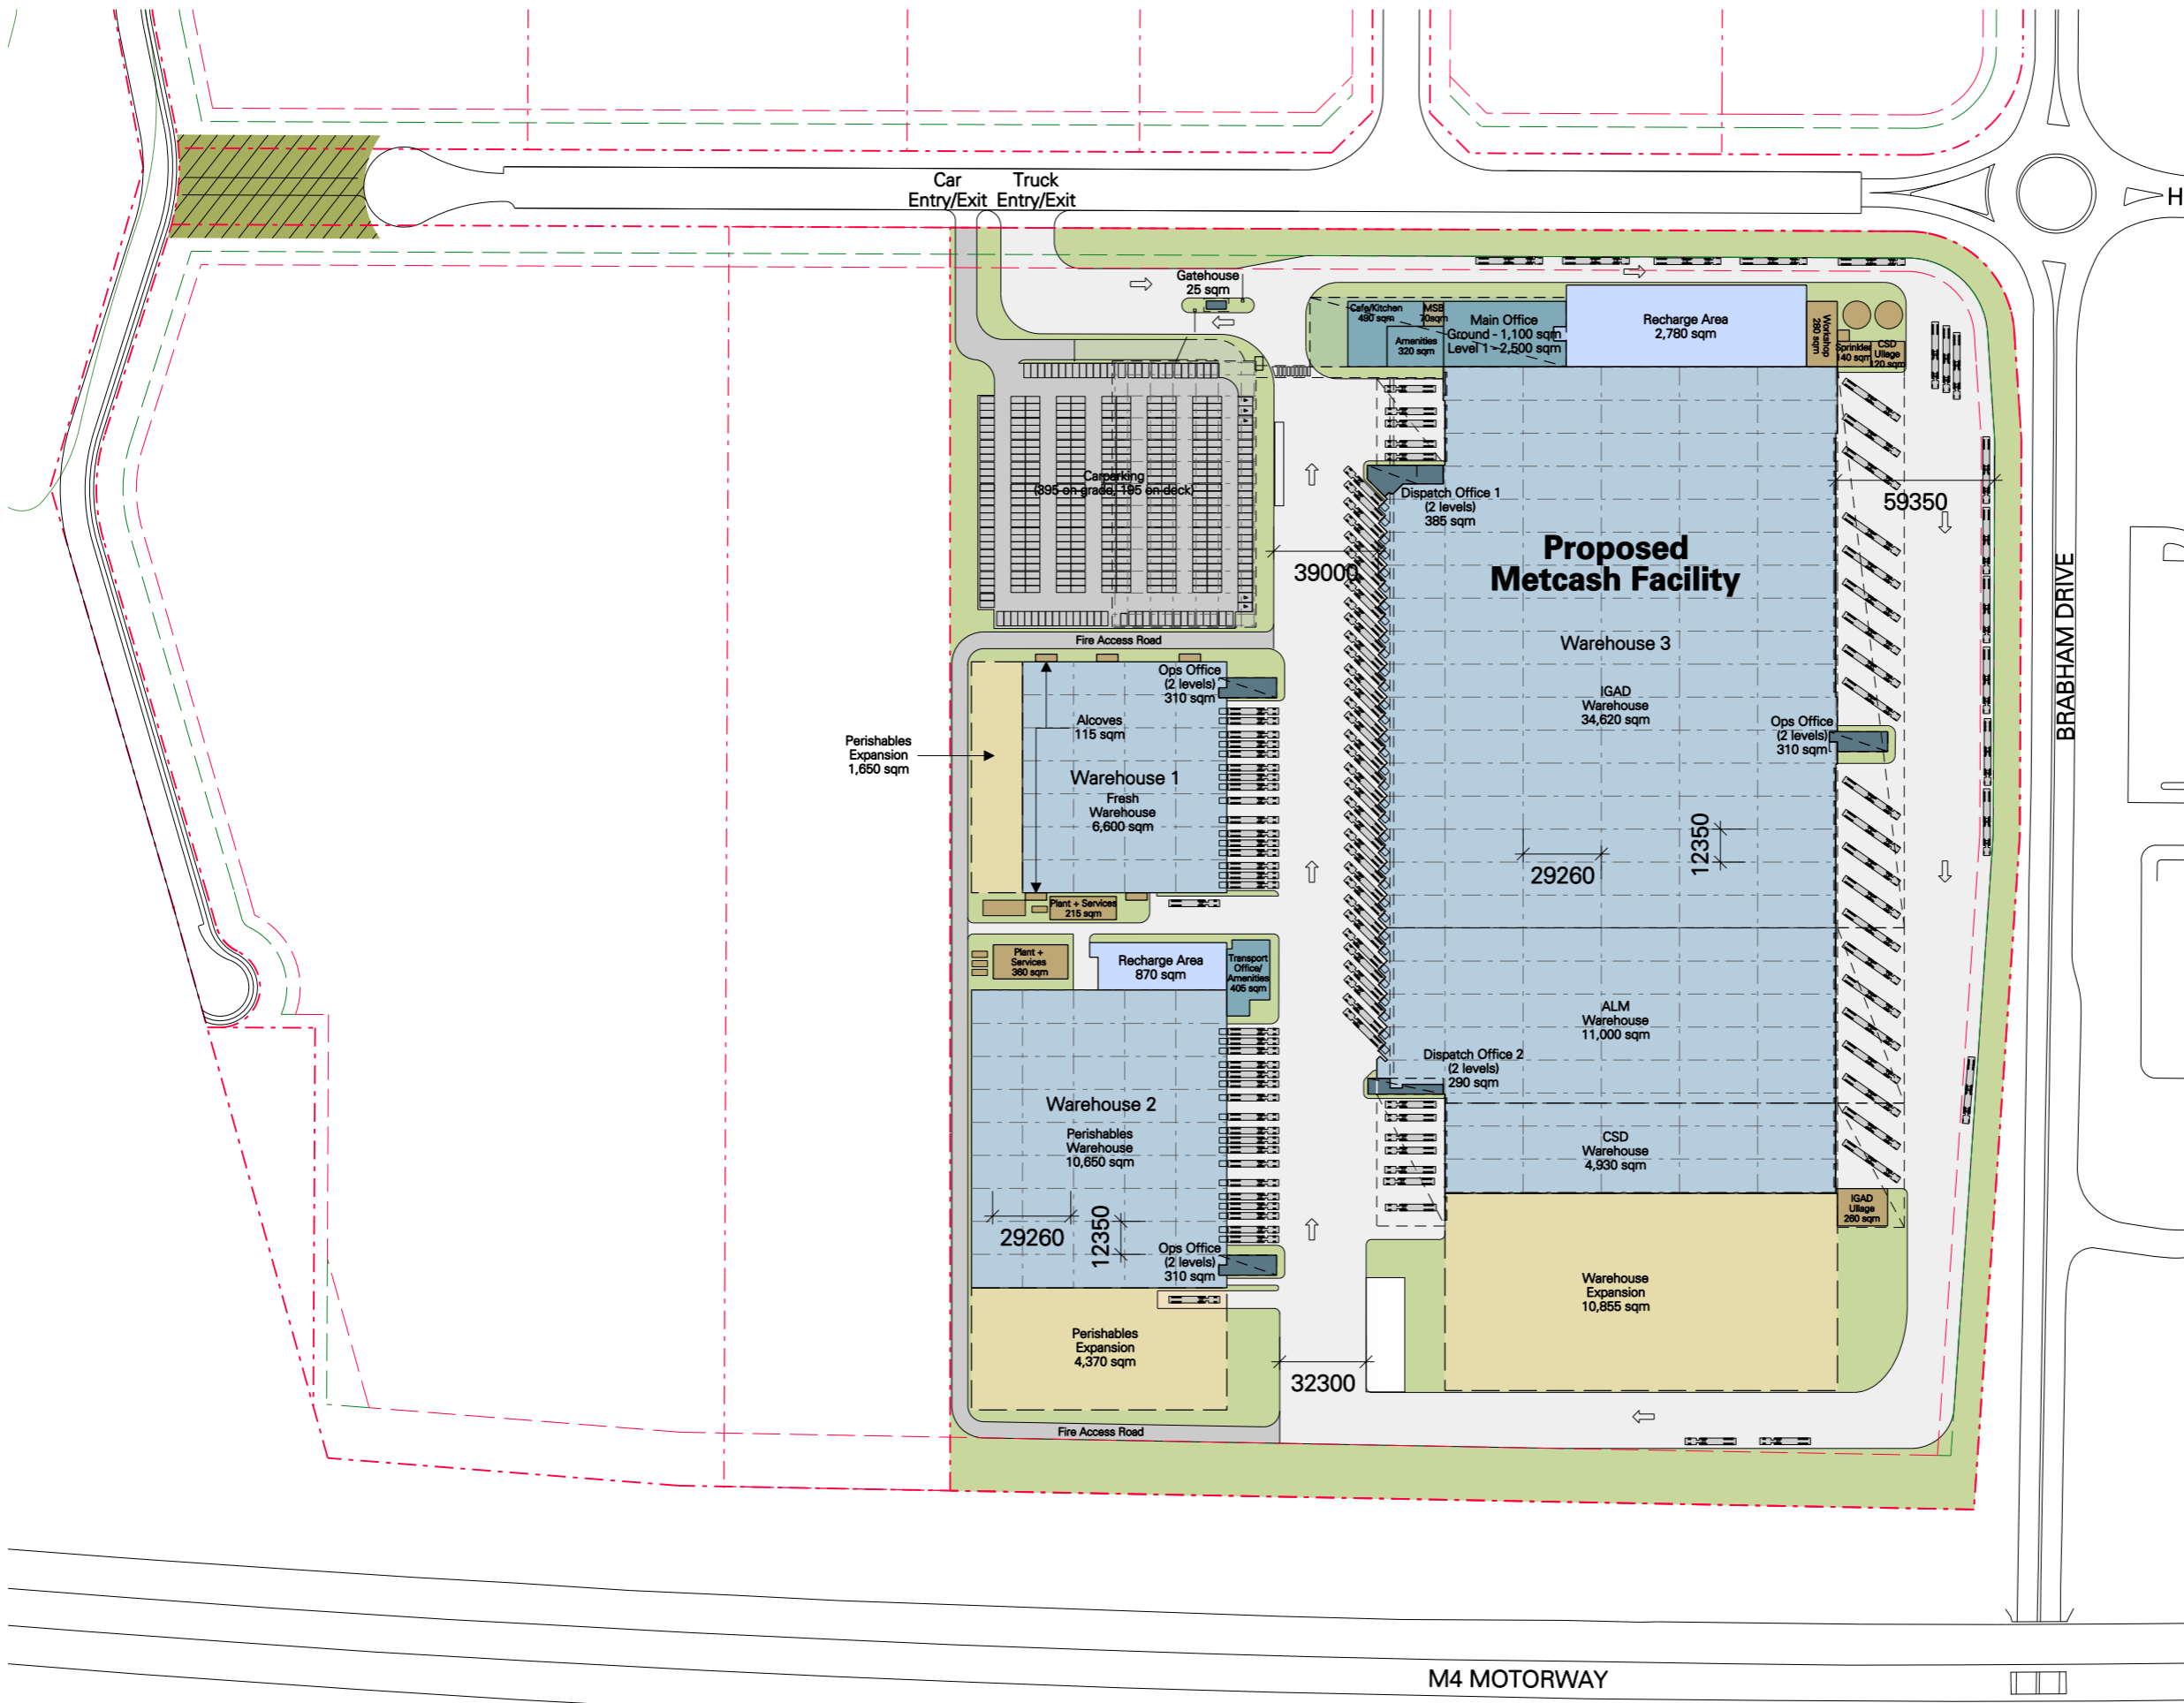 Car
Entry/Exit
Truck
Entry/Exit
H
Gatehouse
25 sqm
Cafe/Kitchen
490 sqm
MSB
70sqm
Amenities
320 sqm
Main Office
Ground - 1,100 sqm
Level 1 - 2,500 sqm
Recharge Area
2,780 sqm
Workshop
280 sqm
Sprinkler
140 sqm
CSD
Ullage
120 sqm
Carparking
(395 on grade, 195 on deck)
Dispatch Office 1
(2 levels)
385 sqm
59350
39000
Proposed
Metcash Facility
Warehouse 3
IGAD
Warehouse
34,620 sqm
BRABHAM DRIVE
Fire Access Road
Ops Office
(2 levels)
310 sqm
Alcoves
115 sqm
Perishables
Expansion
1,650 sqm
Warehouse 1
Fresh
Warehouse
6,600 sqm
Ops Office
(2 levels)
310 sqm
12350
29260
Plant + Services
215 sqm
Plant +
Services
360 sqm
Recharge Area
870 sqm
Transport
Office/
Amenities
405 sqm
ALM
Warehouse
11,000 sqm
Dispatch Office 2
(2 levels)
290 sqm
Warehouse 2
Perishables
Warehouse
10,650 sqm
CSD
Warehouse
4,930 sqm
IGAD
Ullage
260 sqm
29260
12350
Ops Office
(2 levels)
310 sqm
Warehouse
Expansion
10,855 sqm
Perishables
Expansion
4,370 sqm
32300
Fire Access Road
M4 MOTORWAY